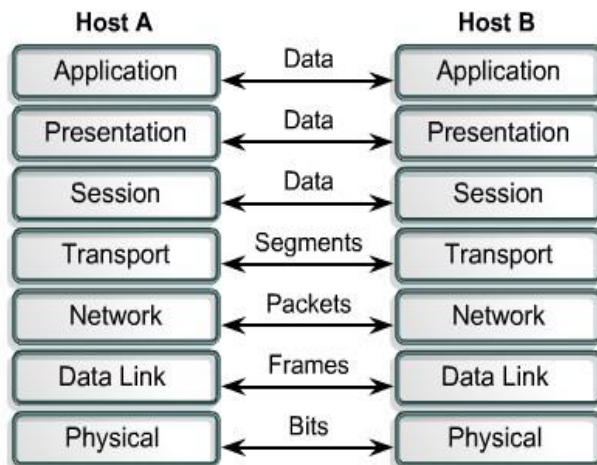 Host A Host B
Application Data Application
Presentation Data Presentation
Session Data Session
Transport Segments Transport
Network Packets Network
Data Link Frames Data Link
Physical Bits Physical